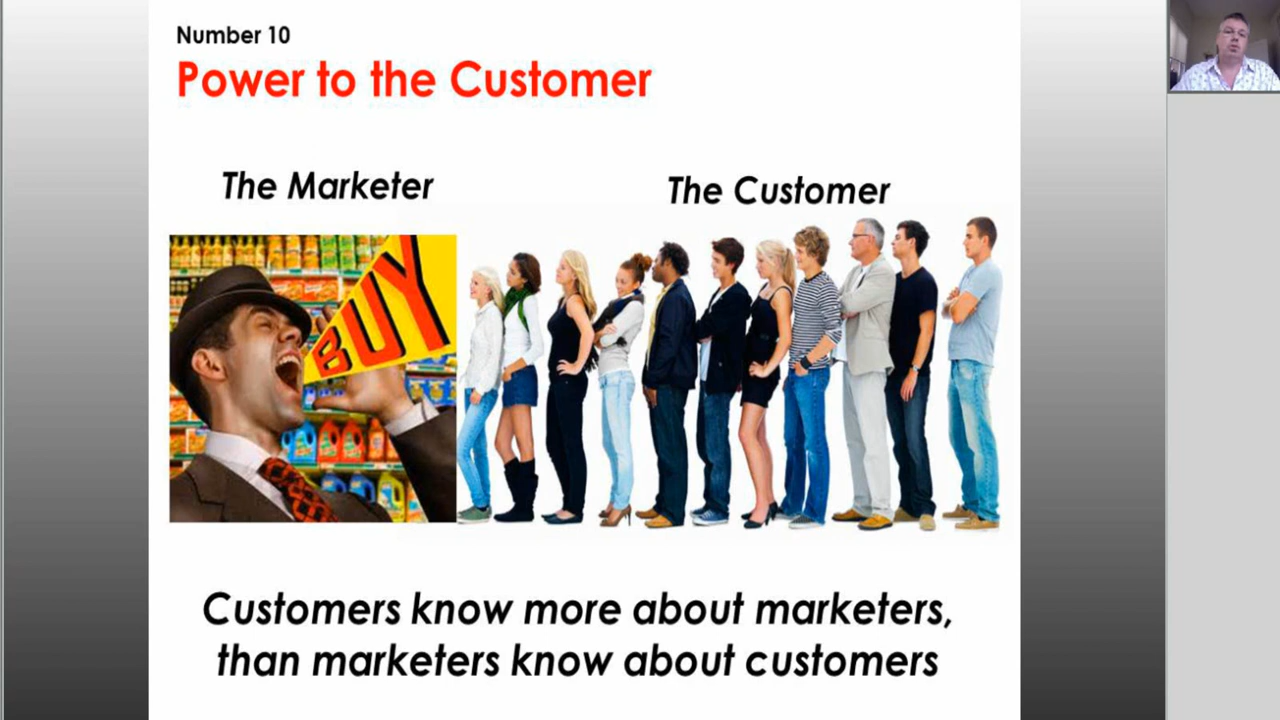 Number 10
Power to the Customer
The Marketer
The Customer
BUY
Customers know more about marketers,
than marketers know about customers